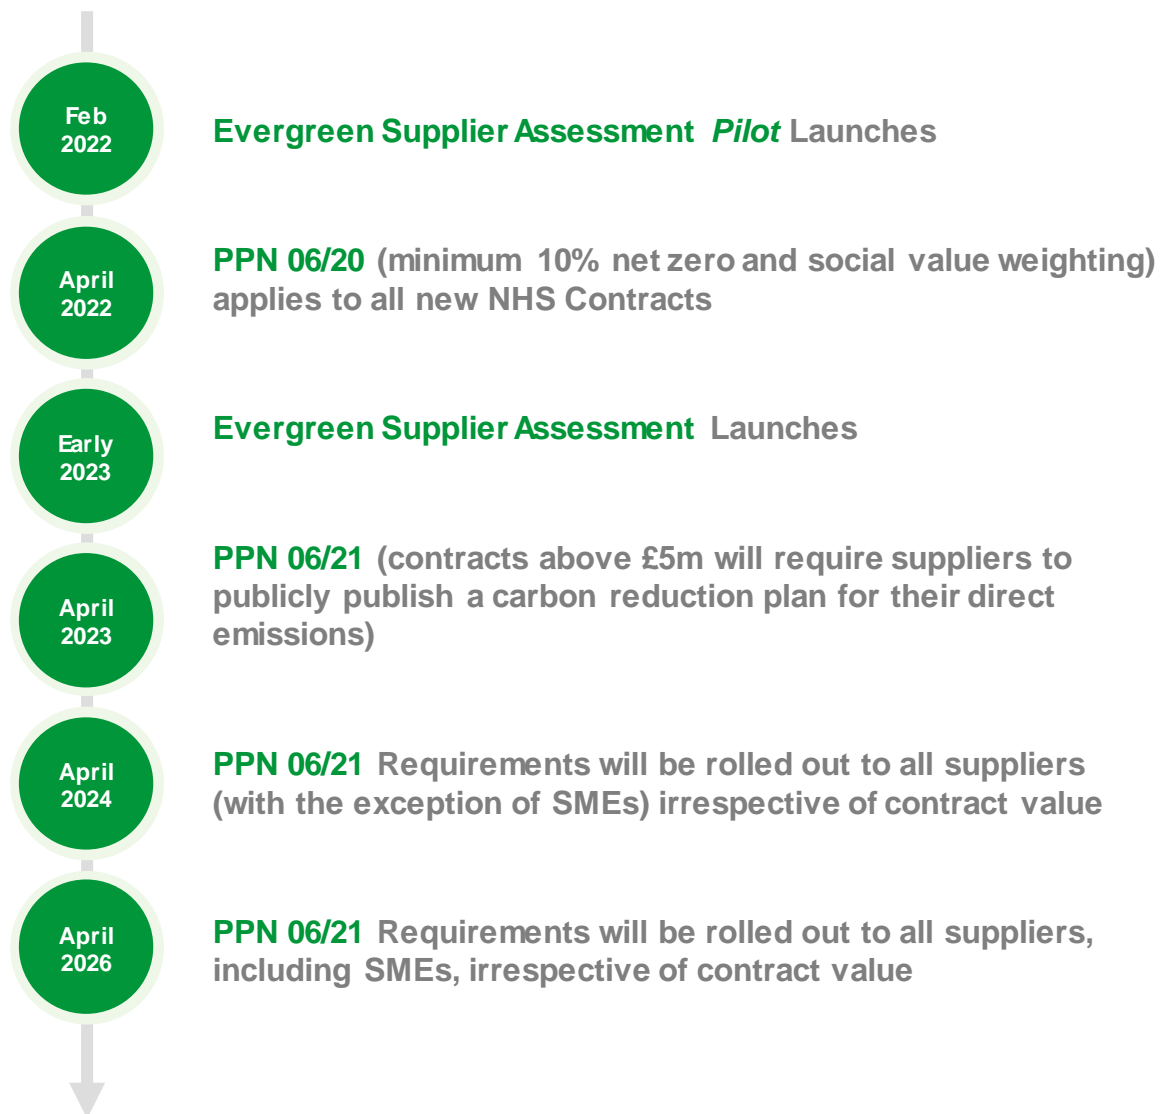 Feb
2022
Evergreen Supplier Assessment Pilot Launches
April
2022
PPN 06/20 (minimum 10% net zero and social value weighting)
applies to all new NHS Contracts
Early
2023
Evergreen Supplier Assessment Launches
April
2023
PPN 06/21 (contracts above £5m will require suppliers to
publicly publish a carbon reduction plan for their direct
emissions)
April
2024
PPN 06/21 Requirements will be rolled out to all suppliers
(with the exception of SMEs) irrespective of contract value
April
2026
PPN 06/21 Requirements will be rolled out to all suppliers,
including SMEs, irrespective of contract value